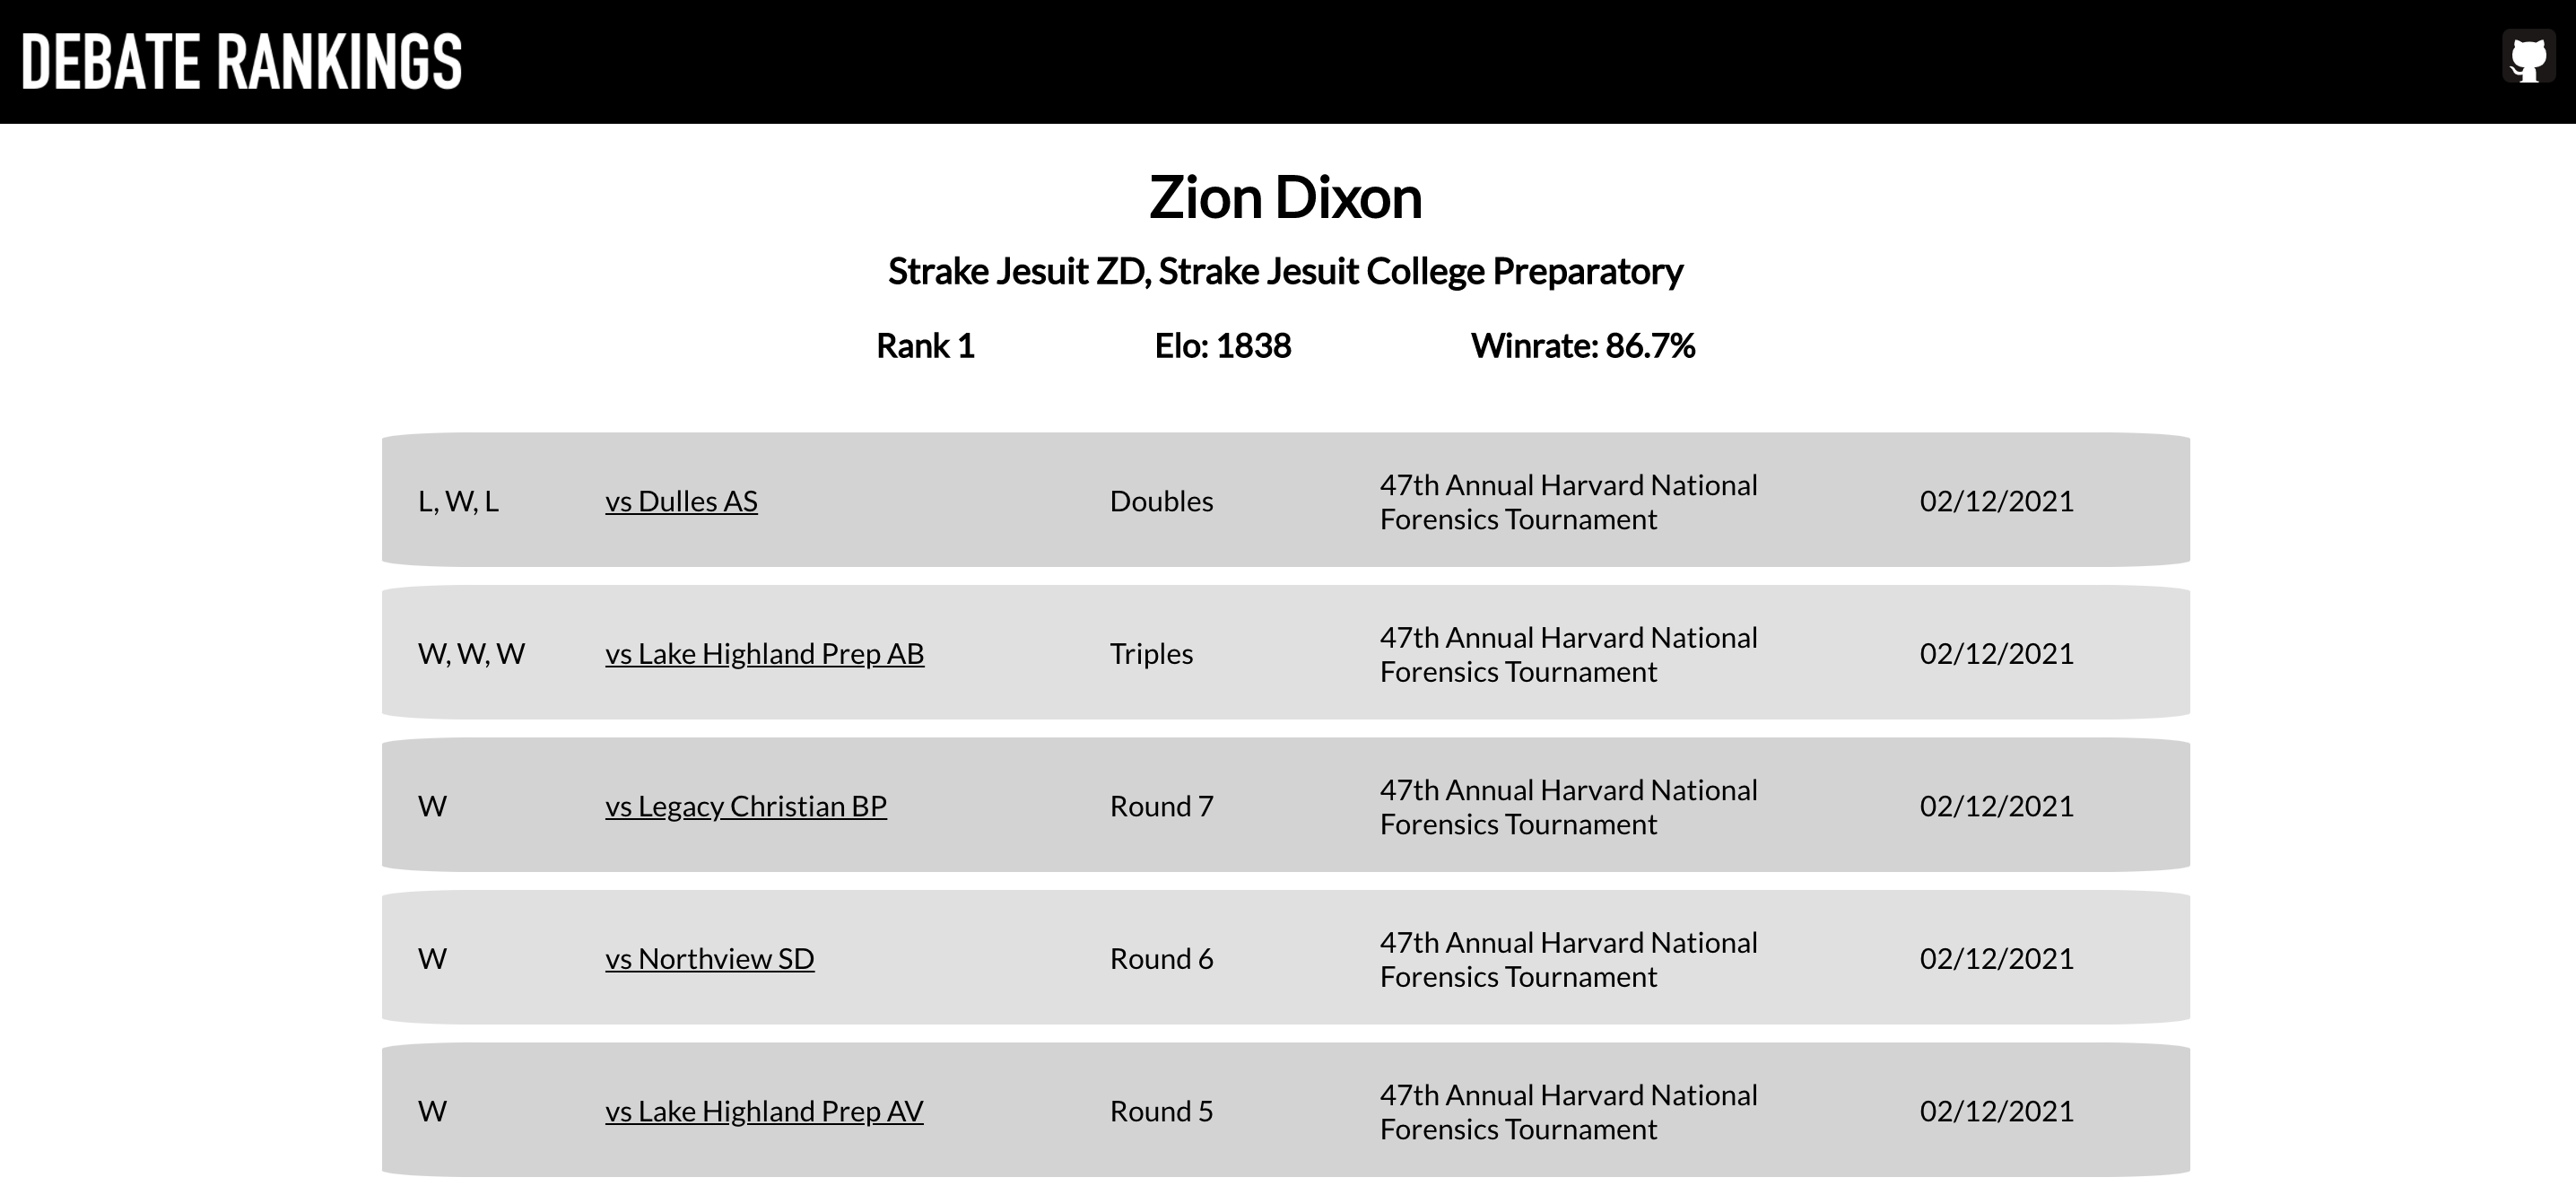 DEBATE RANKINGS
Zion Dixon
Strake Jesuit ZD, Strake Jesuit College Preparatory
Rank 1 Elo: 1838 Winrate: 86.7%
L, W, L vs Dulles AS Doubles 47th Annual Harvard National
Forensics Tournament 02/12/2021
W, W, W vs Lake Highland Prep AB Triples 47th Annual Harvard National
Forensics Tournament 02/12/2021
W vs Legacy Christian BP Round 7 47th Annual Harvard National
Forensics Tournament 02/12/2021
W vs Northview SD Round 6 47th Annual Harvard National
Forensics Tournament 02/12/2021
W vs Lake Highland Prep AV Round 5 47th Annual Harvard National
Forensics Tournament 02/12/2021